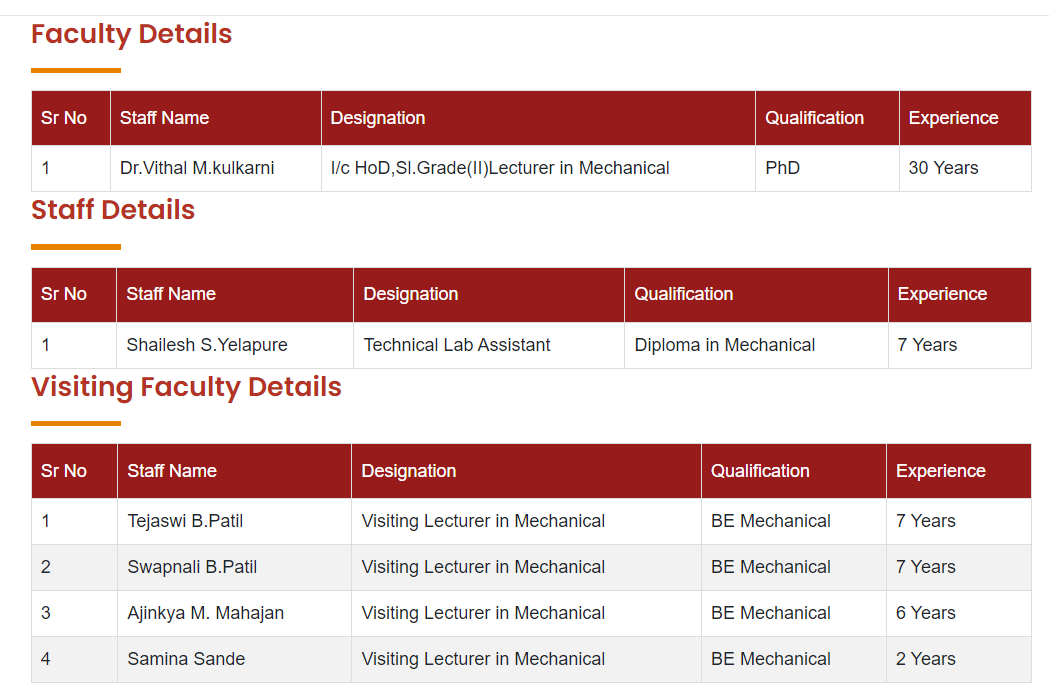 Faculty Details
Sr No Staff Name Designation Qualification Experience
1 Dr.Vithal M.kulkarni I/c HoD,Sl.Grade(II)Lecturer in Mechanical PhD 30 Years
Staff Details
Sr No Staff Name Designation Qualification Experience
1 Shailesh S.Yelapure Technical Lab Assistant Diploma in Mechanical 7 Years
Visiting Faculty Details
Sr No Staff Name Designation Qualification Experience
1 Tejaswi B.Patil Visiting Lecturer in Mechanical BE Mechanical 7 Years
2 Swapnali B.Patil Visiting Lecturer in Mechanical BE Mechanical 7 Years
3 Ajinkya M. Mahajan Visiting Lecturer in Mechanical BE Mechanical 6 Years
4 Samina Sande Visiting Lecturer in Mechanical BE Mechanical 2 Years